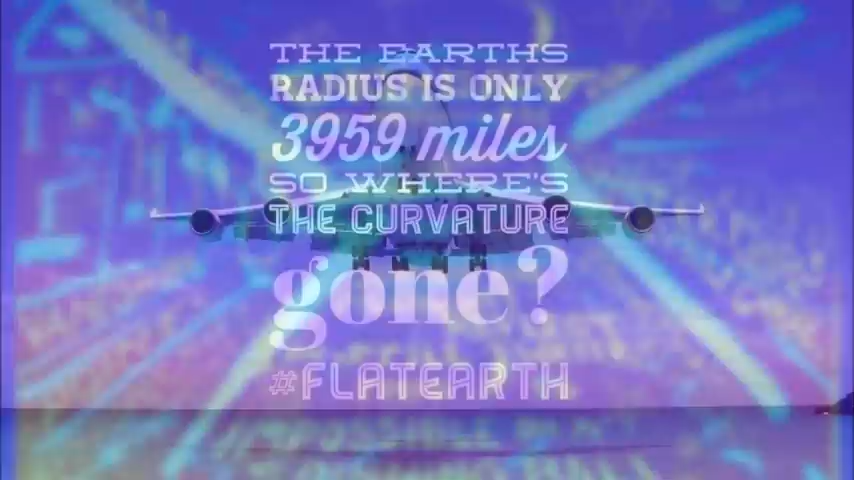 THE EARTHS
RADIUS IS ONLY
3959 miles
SO WHERE'S
THE CURVATURE
gone?
#FLATEARTH